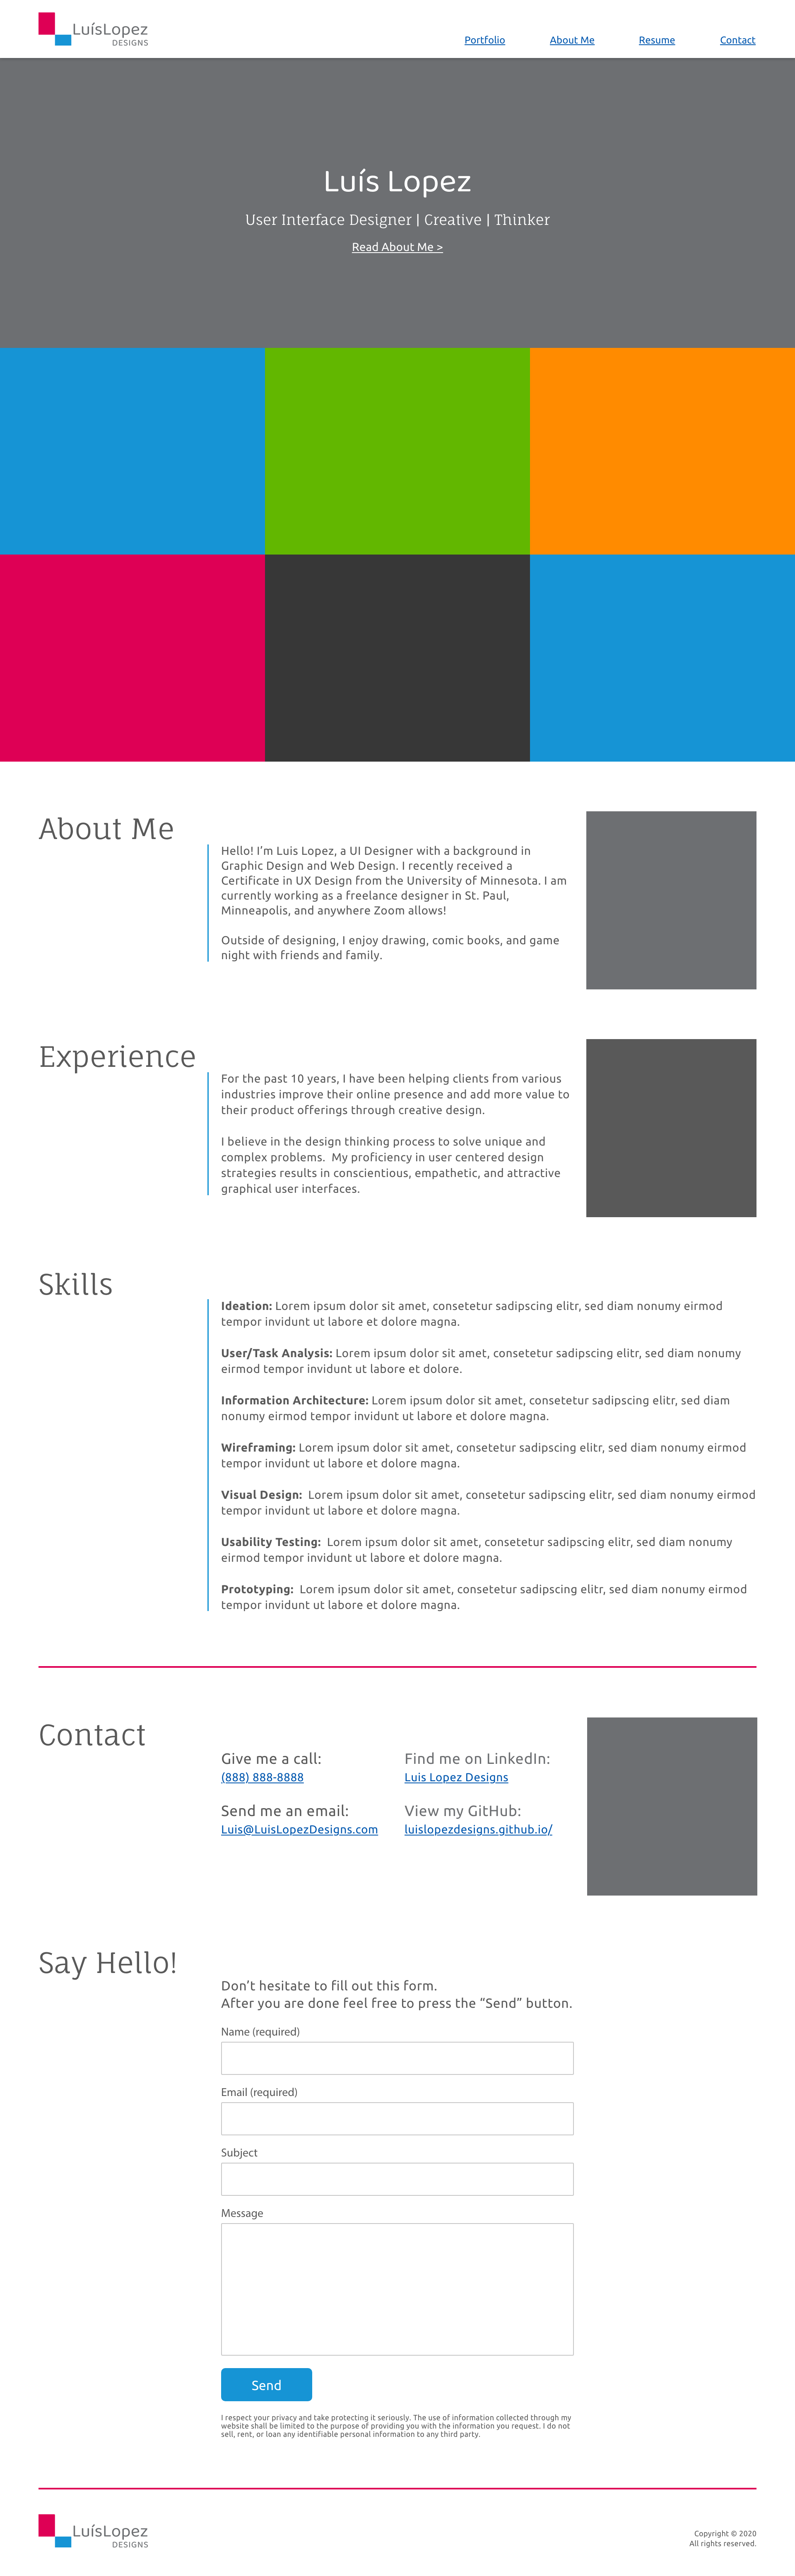 LuísLopez
DESIGNS
Portfolio About Me Resume Contact
Luís Lopez
User Interface Designer | Creative | Thinker
Read About Me >
About Me
Hello! I'm Luis Lopez, a UI Designer with a background in
Graphic Design and Web Design. I recently received a
Certificate in UX Design from the University of Minnesota. I am
currently working as a freelance designer in St. Paul,
Minneapolis, and anywhere Zoom allows!
Outside of designing, I enjoy drawing, comic books, and game
night with friends and family.
Experience
For the past 10 years, I have been helping clients from various
industries improve their online presence and add more value to
their product offerings through creative design.
I believe in the design thinking process to solve unique and
complex problems.  My proficiency in user centered design
strategies results in conscientious, empathetic, and attractive
graphical user interfaces.
Skills
Ideation: Lorem ipsum dolor sit amet, consetetur sadipscing elitr, sed diam nonumy eirmod
tempor invidunt ut labore et dolore magna.
User/Task Analysis: Lorem ipsum dolor sit amet, consetetur sadipscing elitr, sed diam nonumy
eirmod tempor invidunt ut labore et dolore.
Information Architecture: Lorem ipsum dolor sit amet, consetetur sadipscing elitr, sed diam
nonumy eirmod tempor invidunt ut labore et dolore magna.
Wireframing: Lorem ipsum dolor sit amet, consetetur sadipscing elitr, sed diam nonumy eirmod
tempor invidunt ut labore et dolore magna.
Visual Design:  Lorem ipsum dolor sit amet, consetetur sadipscing elitr, sed diam nonumy eirmod
tempor invidunt ut labore et dolore magna.
Usability Testing:  Lorem ipsum dolor sit amet, consetetur sadipscing elitr, sed diam nonumy
eirmod tempor invidunt ut labore et dolore magna.
Prototyping:  Lorem ipsum dolor sit amet, consetetur sadipscing elitr, sed diam nonumy eirmod
tempor invidunt ut labore et dolore magna.
Contact
Give me a call:
(888) 888-8888
Send me an email:
Luis@LuisLopezDesigns.com
Find me on LinkedIn:
Luis Lopez Designs
View my GitHub:
luislopezdesigns.github.io/
Say Hello!
Don't hesitate to fill out this form.
After you are done feel free to press the “Send” button.
Name (required)
Email (required)
Subject
Message
Send
I respect your privacy and take protecting it seriously. The use of information collected through my
website shall be limited to the purpose of providing you with the information you request. I do not
sell, rent, or loan any identifiable personal information to any third party.
LuísLopez
DESIGNS
Copyright © 2020
All rights reserved.